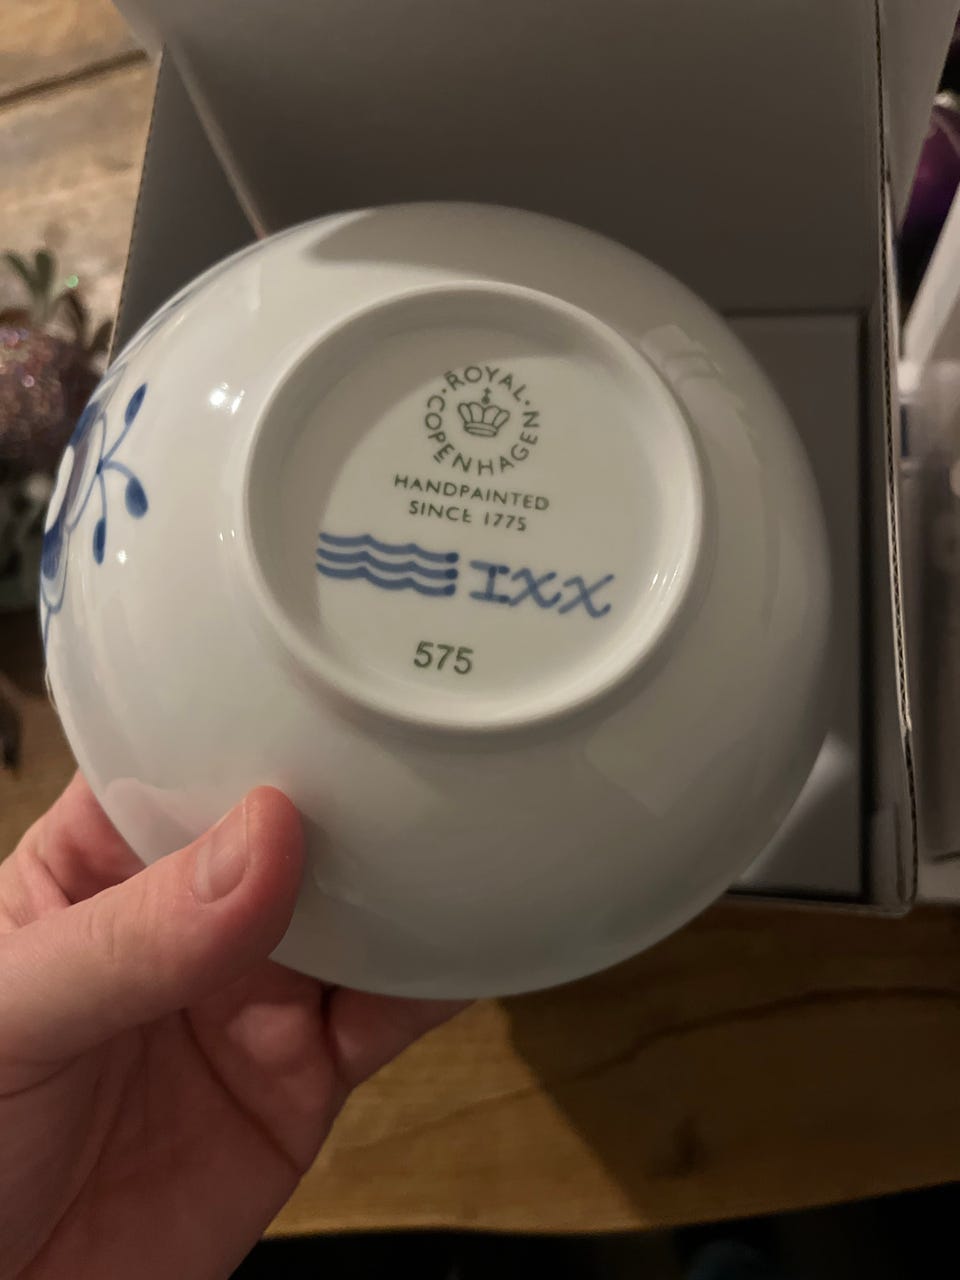 ROYAL · COPENHAGEN ·
HANDPAINTED
SINCE 1775
IXX
575